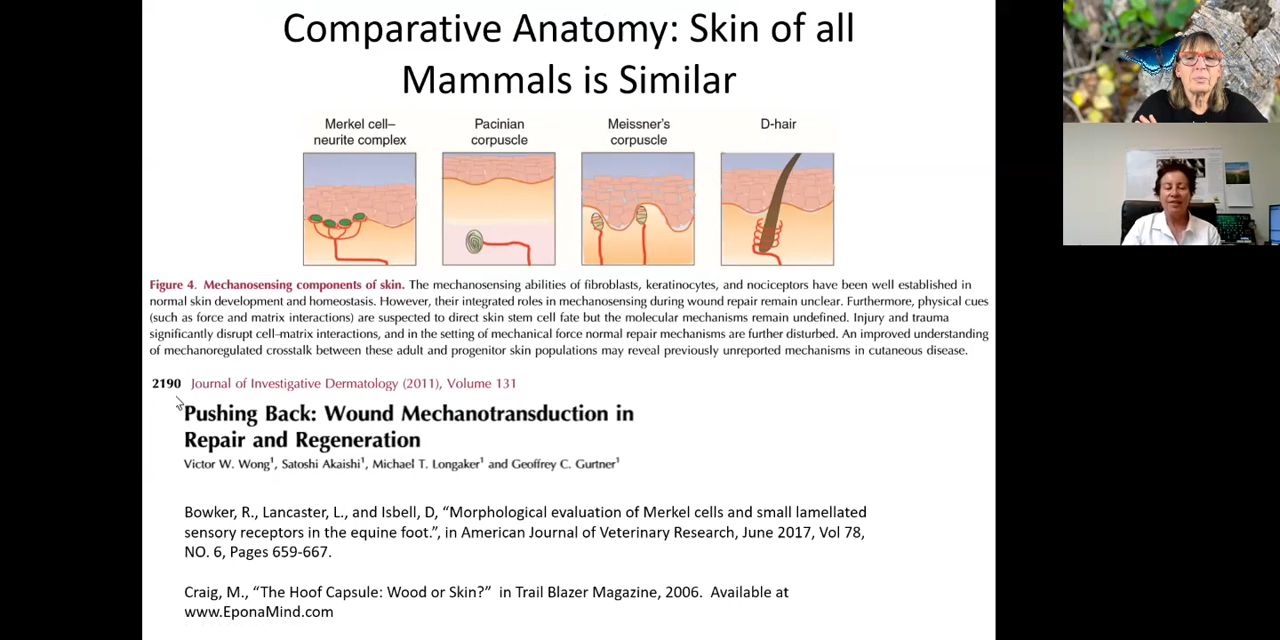 Comparative Anatomy: Skin of all
Mammals is Similar
Merkel cell–
neurite complex
Pacinian
corpuscle
Meissner's
corpuscle
D-hair
Figure 4. Mechanosensing components of skin. The mechanosensing abilities of fibroblasts, keratinocytes, and nociceptors have been well established in
normal skin development and homeostasis. However, their integrated roles in mechanosensing during wound repair remain unclear. Furthermore, physical cues
(such as force and matrix interactions) are suspected to direct skin stem cell fate but the molecular mechanisms remain undefined. Injury and trauma
significantly disrupt cell–matrix interactions, and in the setting of mechanical force normal repair mechanisms are further disturbed. An improved understanding
of mechanoregulated crosstalk between these adult and progenitor skin populations may reveal previously unreported mechanisms in cutaneous disease.
2190 Journal of Investigative Dermatology (2011), Volume 131
Pushing Back: Wound Mechanotransduction in
Repair and Regeneration
Victor W. Wong1, Satoshi Akaishi1, Michael T. Longaker1 and Geoffrey C. Gurtner1
Bowker, R., Lancaster, L., and Isbell, D, “Morphological evaluation of Merkel cells and small lamellated
sensory receptors in the equine foot.”, in American Journal of Veterinary Research, June 2017, Vol 78,
NO. 6, Pages 659-667.
Craig, M., “The Hoof Capsule: Wood or Skin?” in Trail Blazer Magazine, 2006. Available at
www.EponaMind.com